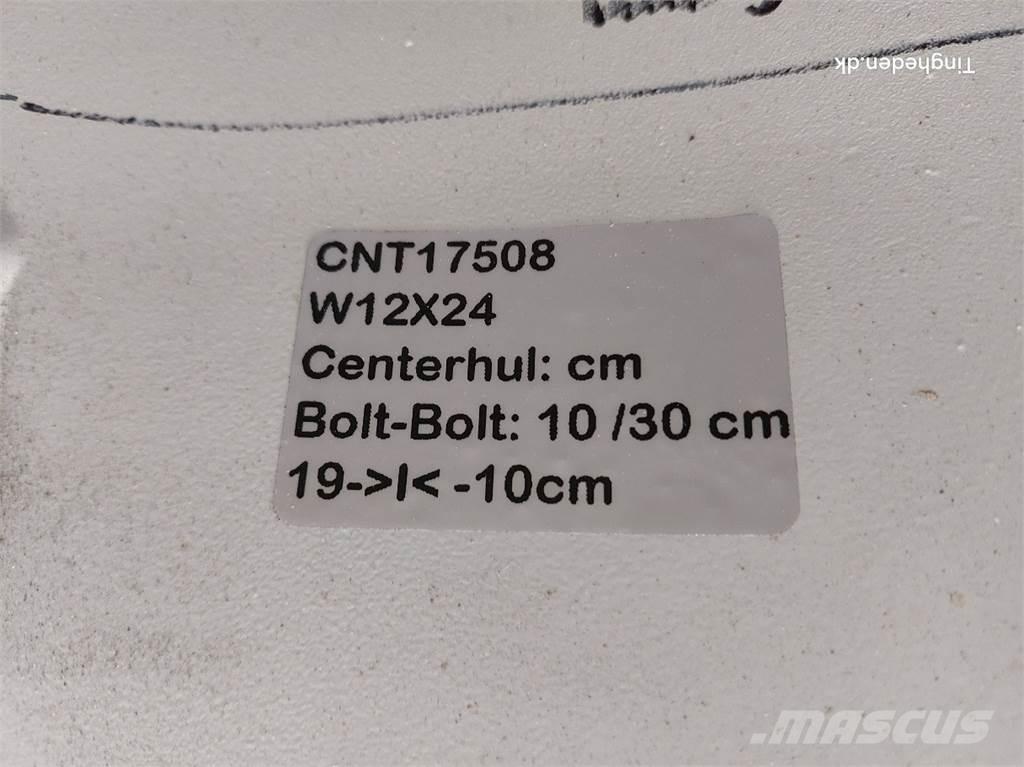 Tingheden.dk
CNT17508
W12X24
Centerhul: cm
Bolt-Bolt: 10 /30 cm
19->I< -10cm
MASCUS